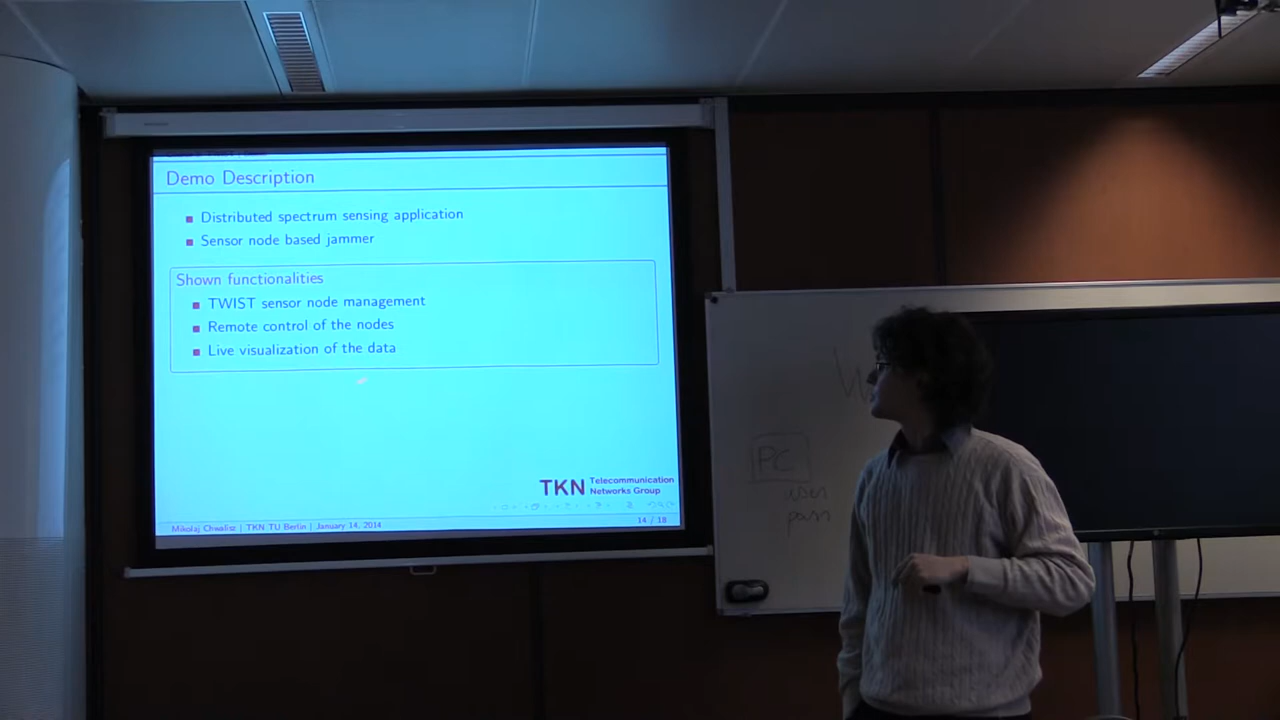 Demo Description
Distributed spectrum sensing application
Sensor node based jammer
Shown functionalities
TWIST sensor node management
Remote control of the nodes
Live visualization of the data
TKN Telecommunication
Networks Group
Mikołaj Chwalisz | TKN TU Berlin | January 14, 2014
14 / 18
PC
user